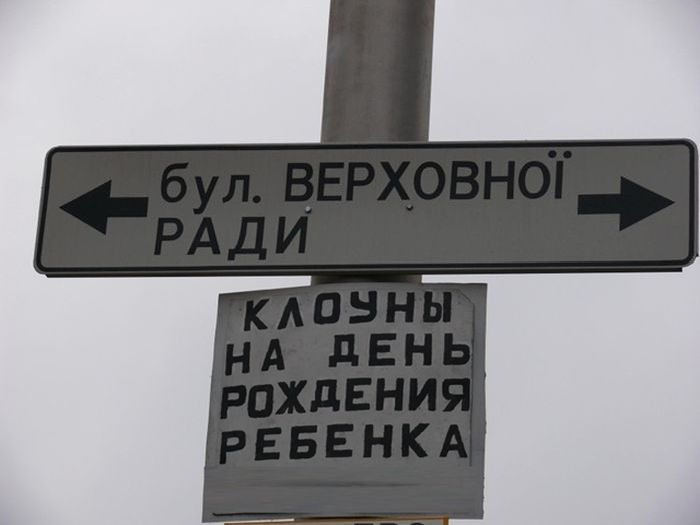 бул. ВЕРХОВНОЇ
РАДИ
КЛОУНЫ
НА ДЕНЬ
РОЖДЕНИЯ
РЕБЕНКА